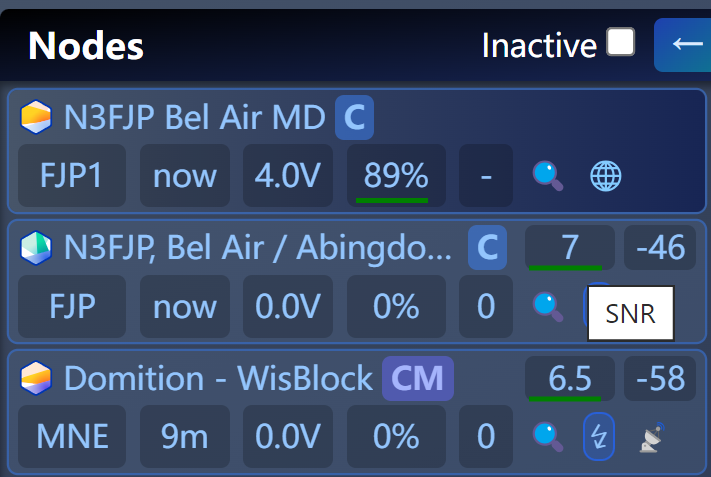 Nodes Inactive ←
N3FJP Bel Air MD C
FJP1 now 4.0V 89% -
N3FJP, Bel Air / Abingdo... C 7 -46
FJP now 0.0V 0% 0
SNR
Domition - WisBlock CM 6.5 -58
MNE 9m 0.0V 0% 0